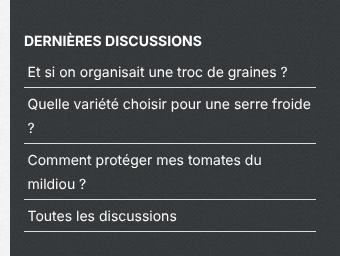 DERNIÈRES DISCUSSIONS
Et si on organisait une troc de graines ?
Quelle variété choisir pour une serre froide
?
Comment protéger mes tomates du
mildiou ?
Toutes les discussions